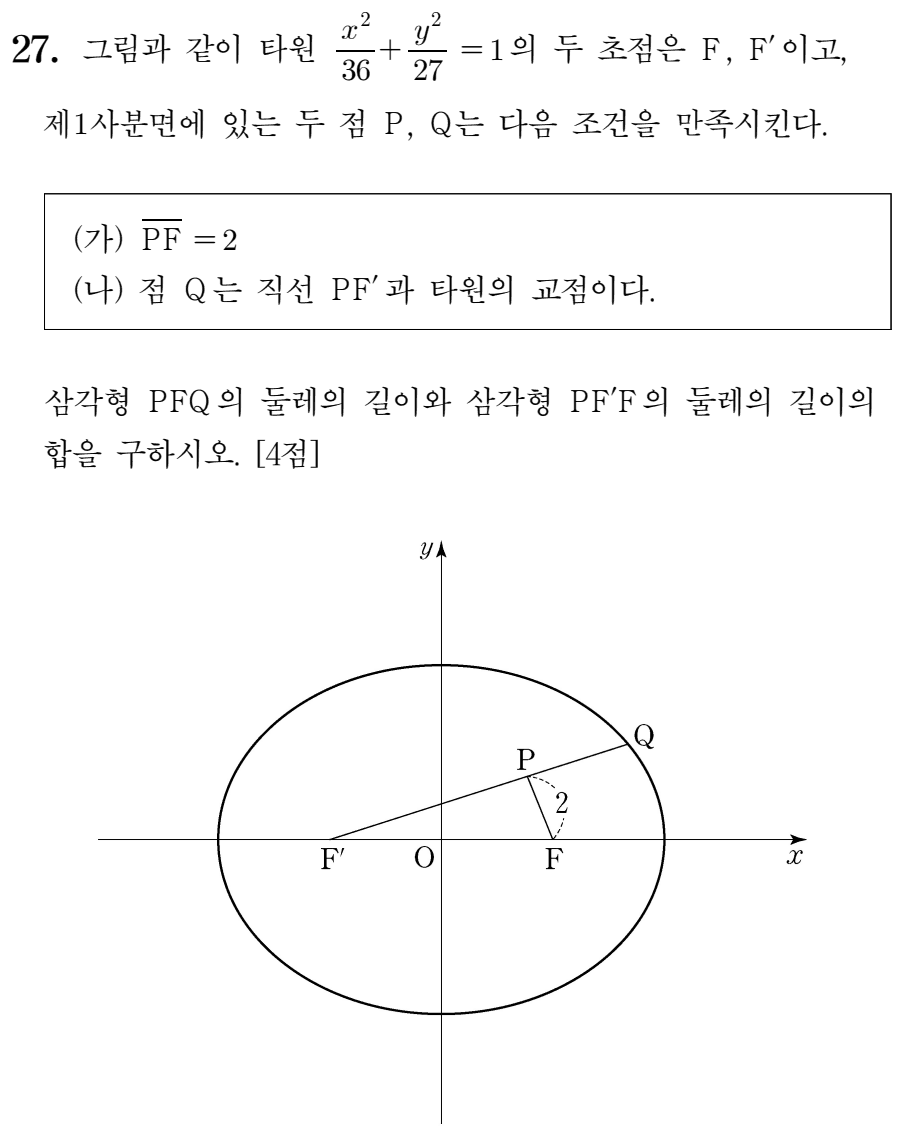 27. 그림과 같이 타원 x²/36 + y²/27 = 1의 두 초점은 F, F′이고,
제1사분면에 있는 두 점 P, Q는 다음 조건을 만족시킨다.
(가) P̅F̅ = 2
(나) 점 Q는 직선 PF′과 타원의 교점이다.
삼각형 PFQ의 둘레의 길이와 삼각형 PF′F의 둘레의 길이의
합을 구하시오. [4점]
y
Q
P
2
F′
O
F
x